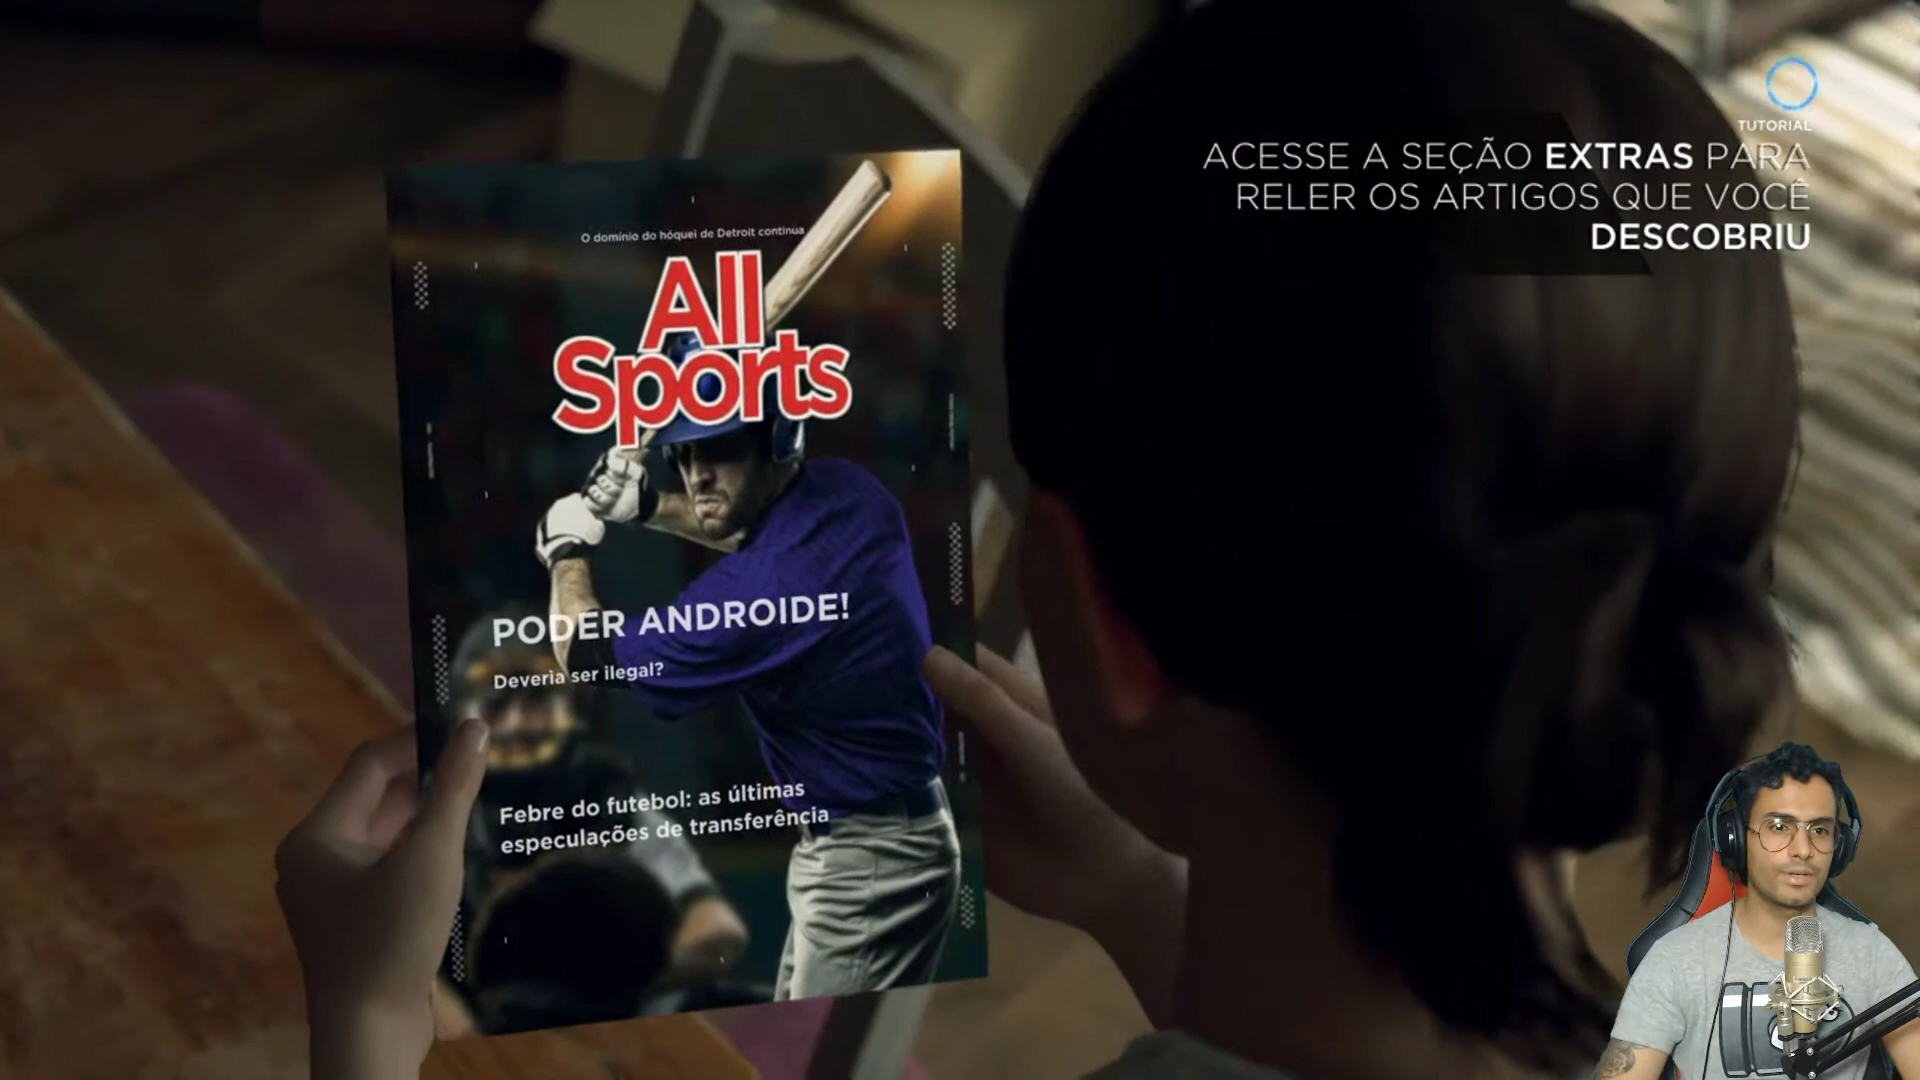 TUTORIAL
ACESSE A SEÇÃO EXTRAS PARA
RELER OS ARTIGOS QUE VOCÊ
DESCOBRIU
O domínio do hóquei de Detroit continua
All
Sports
PODER ANDROIDE!
Deveria ser ilegal?
Febre do futebol: as últimas
especulações de transferência